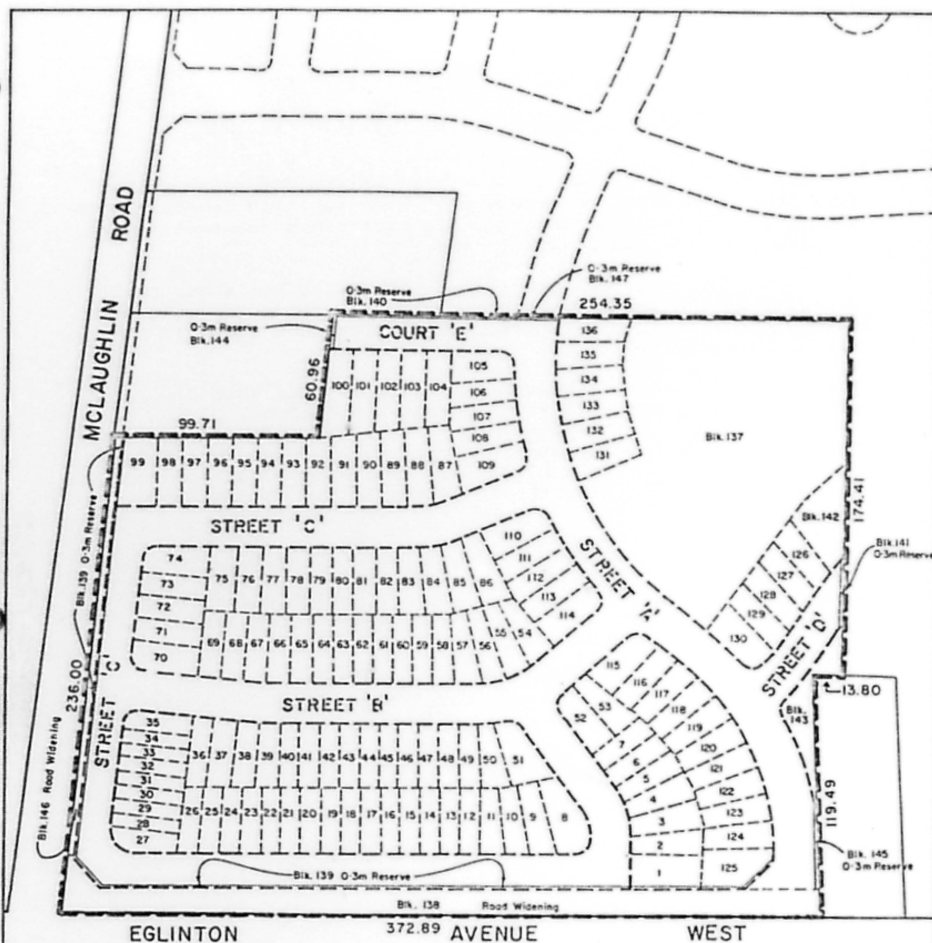 MCLAUGHLIN ROAD
0·3m Reserve
Blk. 140
0·3m Reserve
Blk. 147
254.35
0·3m Reserve
Blk. 144
COURT 'E'
60.96
99.71
136
135
134
133
132
131
100 101 102 103 104
105
106
107
108
109
Blk. 137
99 98 97 96 95 94 93 92 91 90 89 88 87
Blk. 139 0·3m Reserve
STREET 'C'
174.41
Blk. 142
Blk. 141
0·3m Reserve
126
127
128
129
130
110
111
112
113
114
STREET 'A'
STREET 'D'
74
73
72
71
70
75 76 77 78 79 80 81 82 83 84 85 86
69 68 67 66 65 64 63 62 61 60 59 58 57 56 55 54
236.00
STREET 'C'
STREET 'B'
13.80
Blk. 143
115
116
117
118
119
120
121
122
123
124
125
52
53
7
6
5
4
3
2
1
35
34
33
32
31
30
29
28
27
36 37 38 39 40 41 42 43 44 45 46 47 48 49 50 51
26 25 24 23 22 21 20 19 18 17 16 15 14 13 12 11 10 9 8
119.49
Blk. 146 Road Widening
Blk. 139 0·3m Reserve
Blk. 145
0·3m Reserve
Blk. 138 Road Widening
EGLINTON 372.89 AVENUE WEST